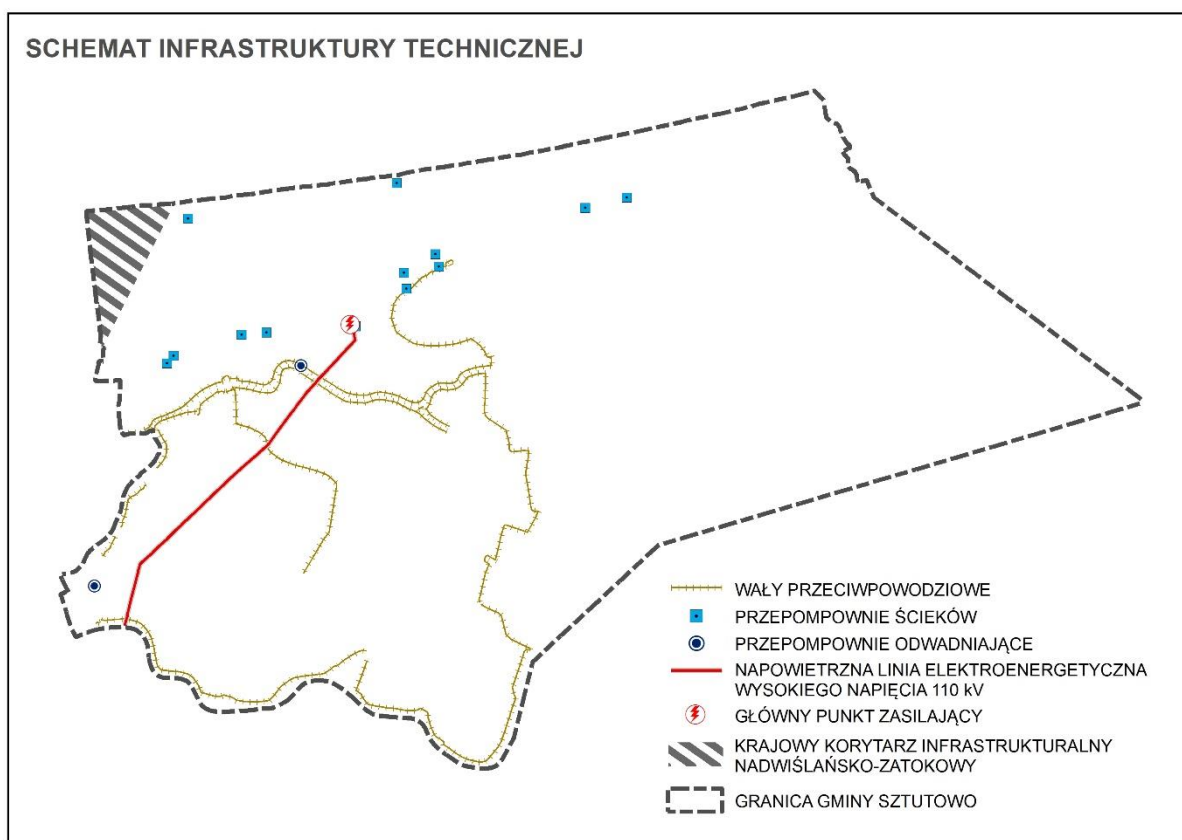 SCHEMAT INFRASTRUKTURY TECHNICZNEJ
WAŁY PRZECIWPOWODZIOWE
PRZEPOMPOWNIE ŚCIEKÓW
PRZEPOMPOWNIE ODWADNIAJĄCE
NAPOWIETRZNA LINIA ELEKTROENERGETYCZNA
WYSOKIEGO NAPIĘCIA 110 kV
GŁÓWNY PUNKT ZASILAJĄCY
KRAJOWY KORYTARZ INFRASTRUKTURALNY
NADWIŚLAŃSKO-ZATOKOWY
GRANICA GMINY SZTUTOWO